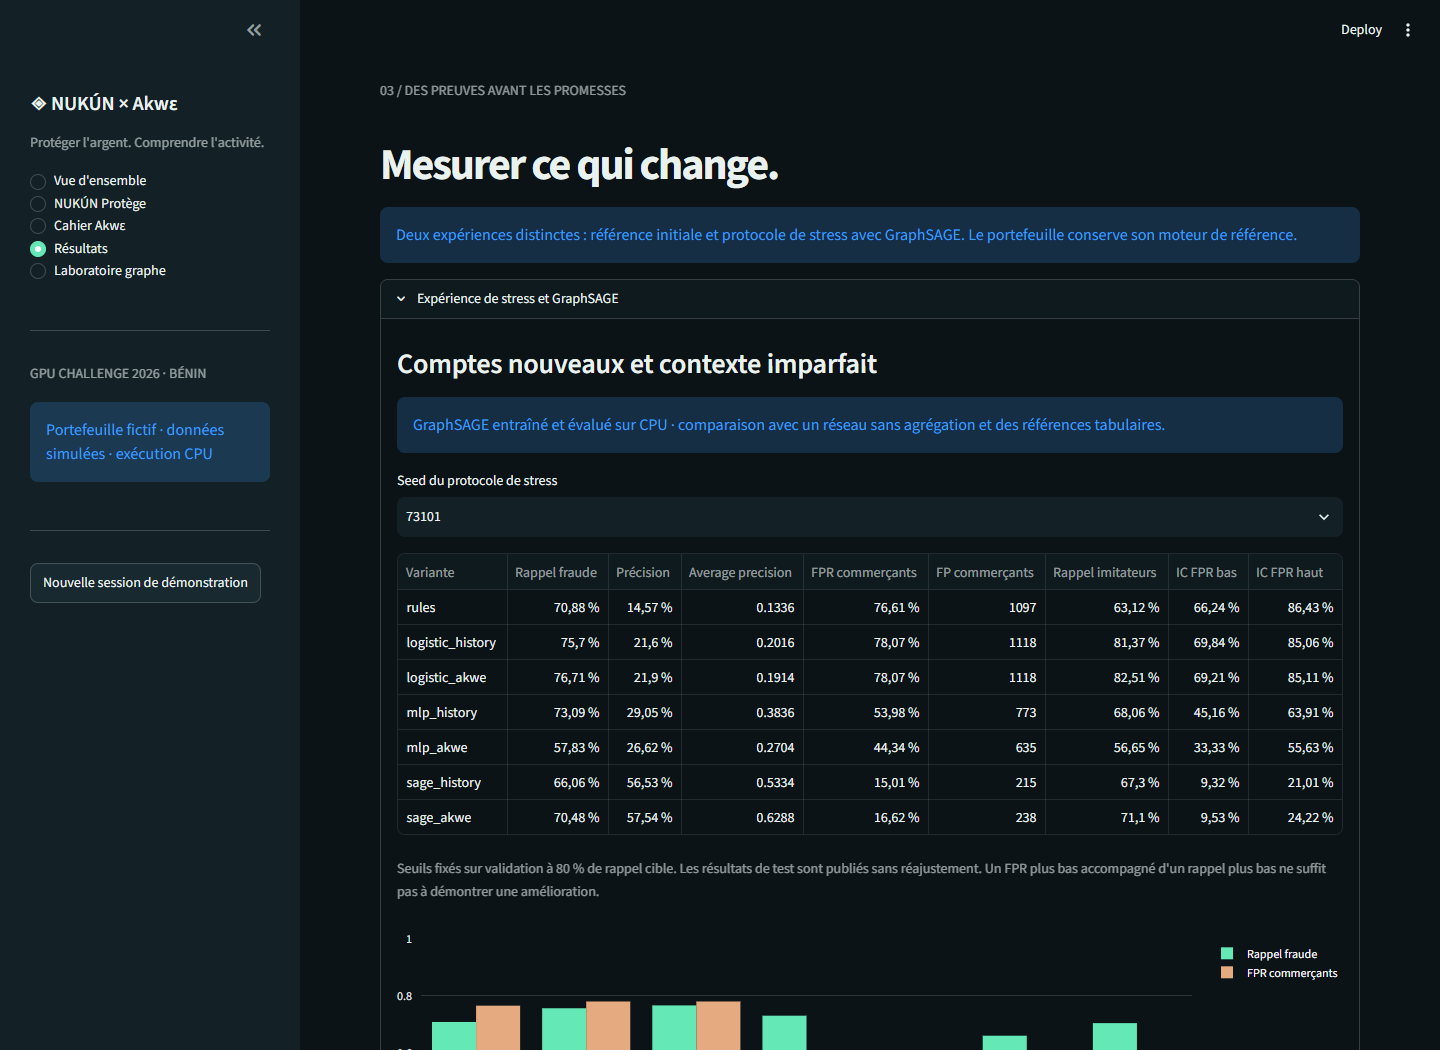 Deploy
NUKÚN × Akwɛ
Protéger l'argent. Comprendre l'activité.
Vue d'ensemble
NUKÚN Protège
Cahier Akwɛ
Résultats
Laboratoire graphe
GPU CHALLENGE 2026 · BÉNIN
Portefeuille fictif · données
simulées · exécution CPU
Nouvelle session de démonstration
03 / DES PREUVES AVANT LES PROMESSES
Mesurer ce qui change.
Deux expériences distinctes : référence initiale et protocole de stress avec GraphSAGE. Le portefeuille conserve son moteur de référence.
Expérience de stress et GraphSAGE
Comptes nouveaux et contexte imparfait
GraphSAGE entraîné et évalué sur CPU · comparaison avec un réseau sans agrégation et des références tabulaires.
Seed du protocole de stress
73101
Variante Rappel fraude Précision Average precision FPR commerçants FP commerçants Rappel imitateurs IC FPR bas IC FPR haut
rules 70,88 % 14,57 % 0.1336 76,61 % 1097 63,12 % 66,24 % 86,43 %
logistic_history 75,7 % 21,6 % 0.2016 78,07 % 1118 81,37 % 69,84 % 85,06 %
logistic_akwe 76,71 % 21,9 % 0.1914 78,07 % 1118 82,51 % 69,21 % 85,11 %
mlp_history 73,09 % 29,05 % 0.3836 53,98 % 773 68,06 % 45,16 % 63,91 %
mlp_akwe 57,83 % 26,62 % 0.2704 44,34 % 635 56,65 % 33,33 % 55,63 %
sage_history 66,06 % 56,53 % 0.5334 15,01 % 215 67,3 % 9,32 % 21,01 %
sage_akwe 70,48 % 57,54 % 0.6288 16,62 % 238 71,1 % 9,53 % 24,22 %
Seuils fixés sur validation à 80 % de rappel cible. Les résultats de test sont publiés sans réajustement. Un FPR plus bas accompagné d'un rappel plus bas ne suffit
pas à démontrer une amélioration.
1
Rappel fraude
FPR commerçants
0.8